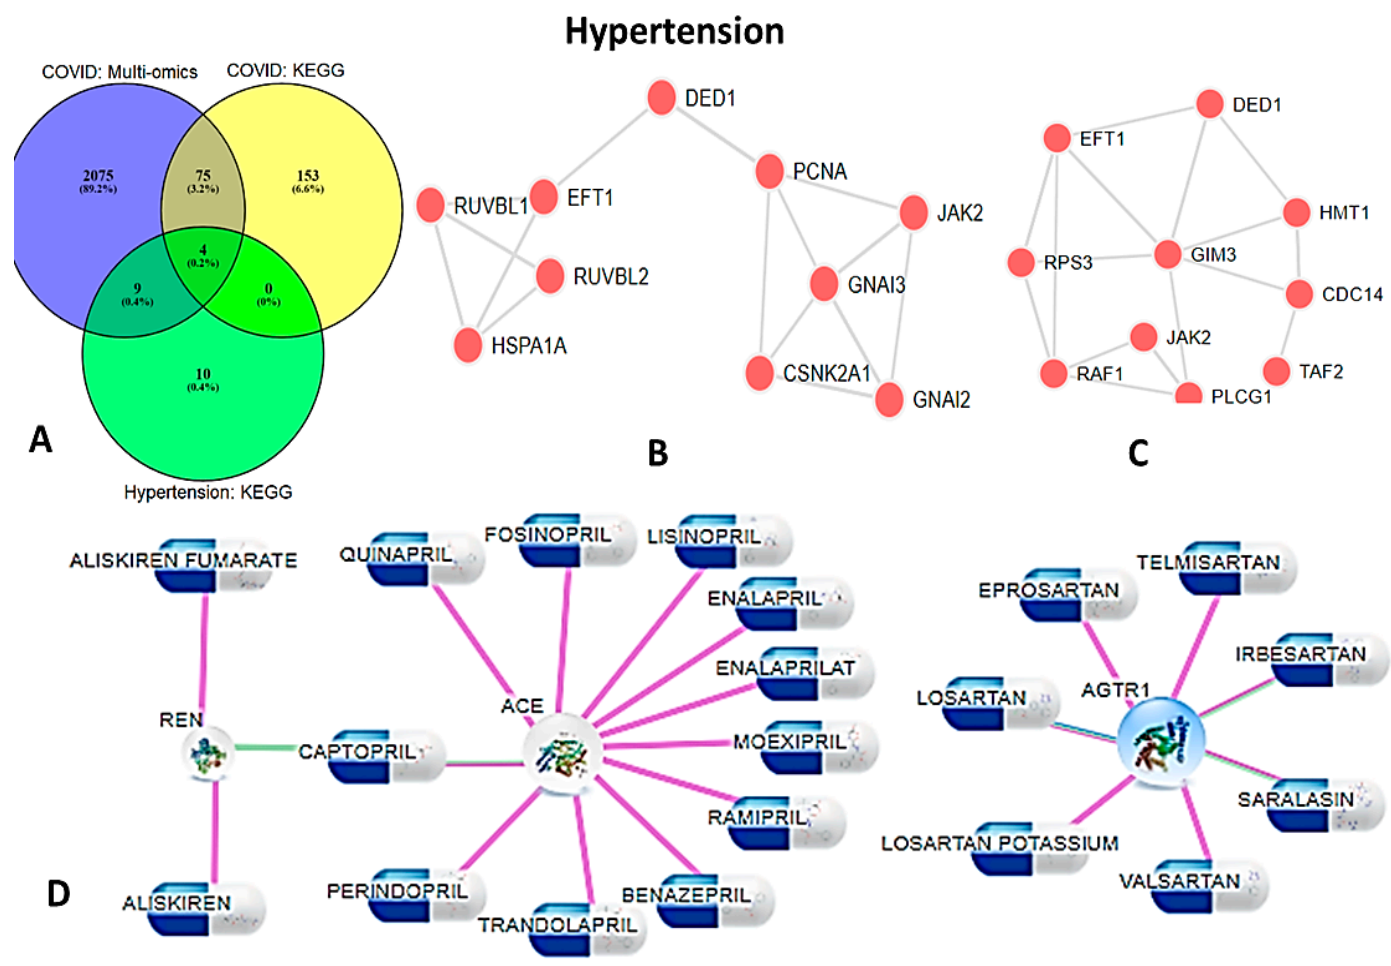 Hypertension
COVID: Multi-omics
COVID: KEGG
2075
(89.2%)
75
(3.2%)
153
(6.6%)
4
(0.2%)
9
(0.4%)
0
(0%)
10
(0.4%)
Hypertension: KEGG
A
DED1
PCNA
RUVBL1
EFT1
JAK2
RUVBL2
GNAI3
HSPA1A
CSNK2A1
GNAI2
B
DED1
EFT1
HMT1
RPS3
GIM3
CDC14
JAK2
RAF1
TAF2
PLCG1
C
ALISKIREN FUMARATE
REN
CAPTOPRIL
ALISKIREN
QUINAPRIL
FOSINOPRIL
LISINOPRIL
ENALAPRIL
ENALAPRILAT
ACE
MOEXIPRIL
RAMIPRIL
PERINDOPRIL
TRANDOLAPRIL
BENAZEPRIL
EPROSARTAN
TELMISARTAN
IRBESARTAN
LOSARTAN
AGTR1
SARALASIN
LOSARTAN POTASSIUM
VALSARTAN
D